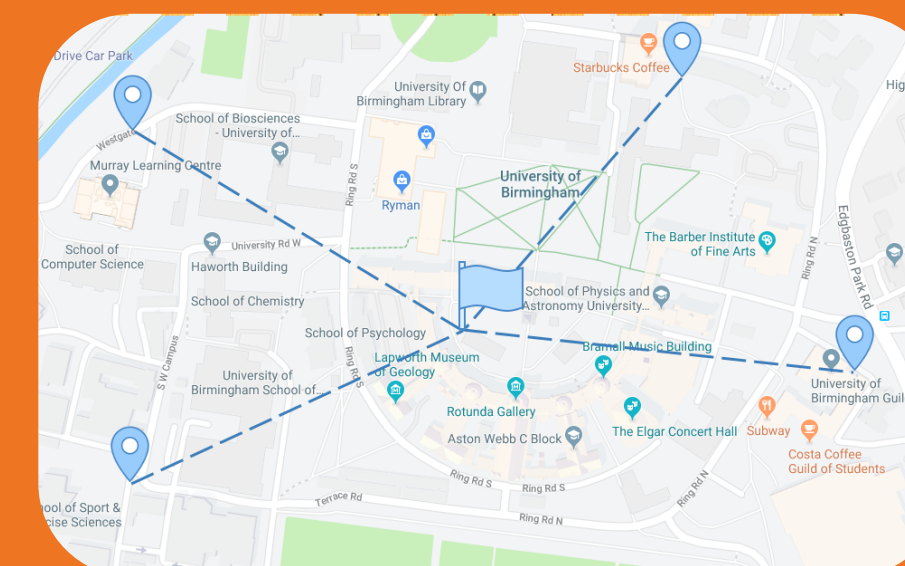 Drive Car Park
Starbucks Coffee
University Of
Birmingham Library
Hig
School of Biosciences
- University of...
Westgate
Murray Learning Centre
Ring Rd S
University of
Birmingham
Ryman
Edgbaston Park Rd
The Barber Institute
of Fine Arts
Ring Rd N
School of
Computer Science
University Rd W
Haworth Building
School of Physics and
Astronomy University...
School of Chemistry
School of Psychology
Bramall Music Building
S W Campus
Ring Rd S
Lapworth Museum
of Geology
University of
Birmingham School of...
University of
Birmingham Guil
Rotunda Gallery
Aston Webb C Block
The Elgar Concert Hall
Subway
Costa Coffee
Guild of Students
Ring Rd S
Ring Rd S
Ring Rd N
Terrace Rd
Ring Rd N
ool of Sport &
cise Sciences